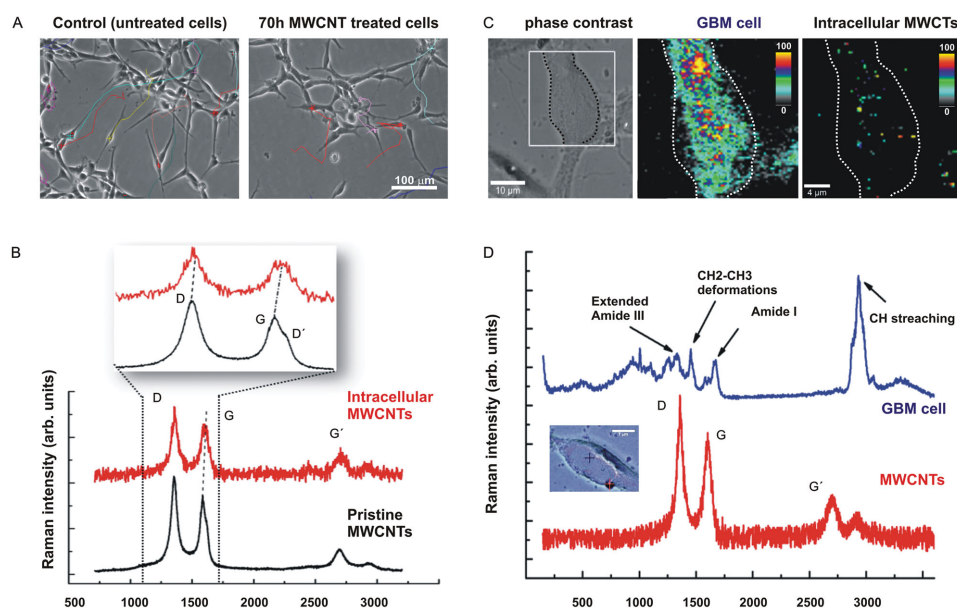 A
Control (untreated cells)
70h MWCNT treated cells
100 μm
C
phase contrast
GBM cell
Intracellular MWCTs
100
0
100
0
10 μm
4 μm
B
D
G
D´
Raman intensity (arb. units)
D
G
G´
Intracellular
MWCNTs
Pristine
MWCNTs
500
1000
1500
2000
2500
3000
D
Raman intensity (arb. units)
Extended
Amide III
CH2-CH3
deformations
Amide I
CH streaching
GBM cell
D
G
G´
MWCNTs
500
1000
1500
2000
2500
3000
3500